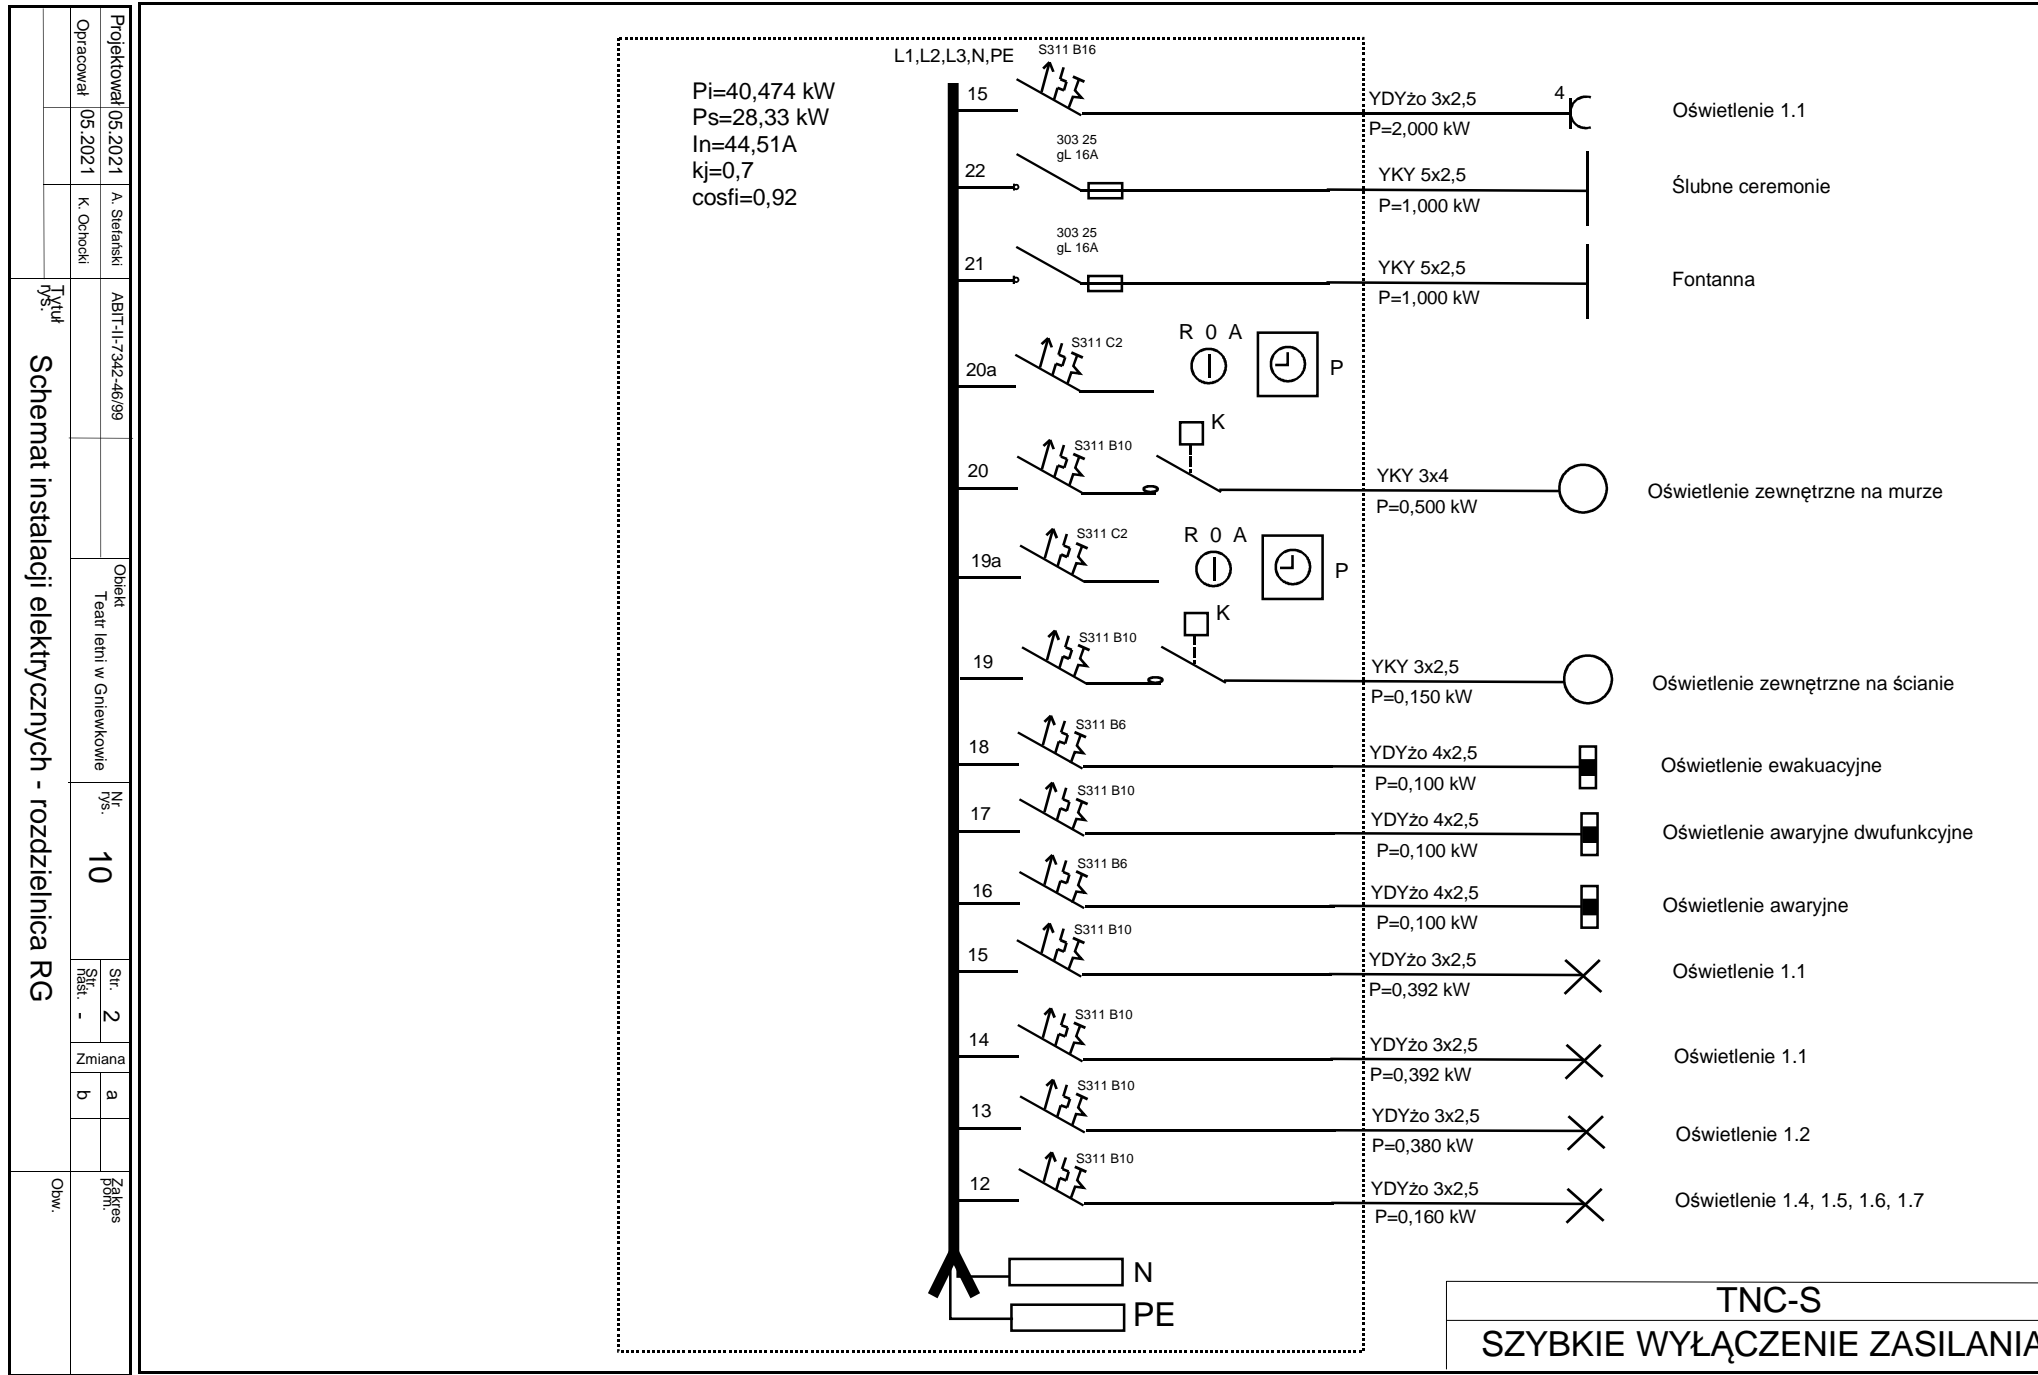 L1,L2,L3,N,PE
Pi=40,474 kW
Ps=28,33 kW
In=44,51A
kj=0,7
cosfi=0,92
S311 B16
15
YDYżo 3x2,5
P=2,000 kW
4
Oświetlenie 1.1
303 25
gL 16A
22
YKY 5x2,5
P=1,000 kW
Ślubne ceremonie
303 25
gL 16A
21
YKY 5x2,5
P=1,000 kW
Fontanna
S311 C2
20a
R 0 A
P
S311 B10
20
K
YKY 3x4
P=0,500 kW
Oświetlenie zewnętrzne na murze
S311 C2
19a
R 0 A
P
S311 B10
19
K
YKY 3x2,5
P=0,150 kW
Oświetlenie zewnętrzne na ścianie
S311 B6
18
YDYżo 4x2,5
P=0,100 kW
Oświetlenie ewakuacyjne
S311 B10
17
YDYżo 4x2,5
P=0,100 kW
Oświetlenie awaryjne dwufunkcyjne
S311 B6
16
YDYżo 4x2,5
P=0,100 kW
Oświetlenie awaryjne
S311 B10
15
YDYżo 3x2,5
P=0,392 kW
Oświetlenie 1.1
S311 B10
14
YDYżo 3x2,5
P=0,392 kW
Oświetlenie 1.1
S311 B10
13
YDYżo 3x2,5
P=0,380 kW
Oświetlenie 1.2
S311 B10
12
YDYżo 3x2,5
P=0,160 kW
Oświetlenie 1.4, 1.5, 1.6, 1.7
N
PE
TNC-S
SZYBKIE WYŁĄCZENIE ZASILANIA
Projektował 05.2021 A. Stefański ABIT-II-7342-46/99
Opracował 05.2021 K. Ochocki
Obiekt
Teatr letni w Gniewkowie
Nr
rys.
10
Str. 2
Str.
nast. -
Zmiana
a
b
Zakres
pom.
Tytuł
rys.
Schemat instalacji elektrycznych - rozdzielnica RG
Obw.